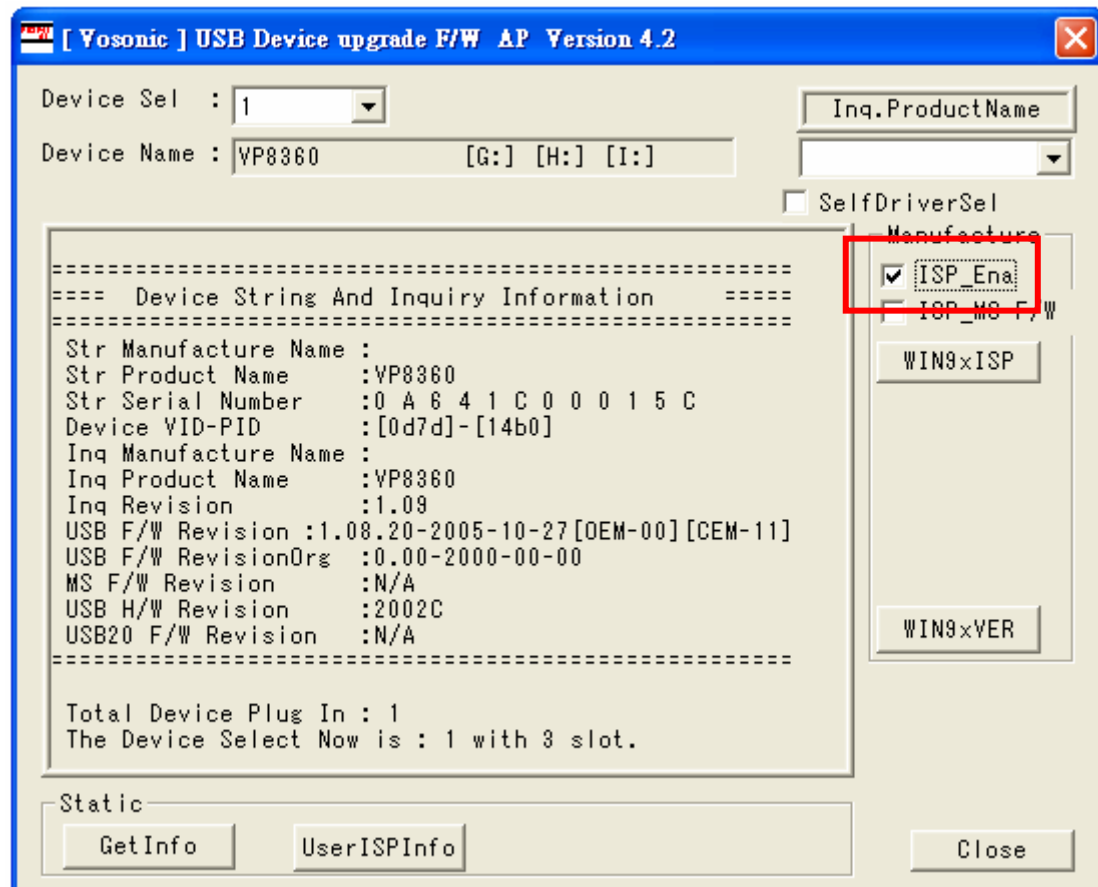 [ Vosonic ] USB Device upgrade F/W AP Version 4.2
Device Sel : 1
Inq.ProductName
Device Name : VP8360 [G:] [H:] [I:]
SelfDriverSel
Manufacture
ISP_Ena
ISP_MS F/W
WIN9xISP
WIN9xVER
=====================================================
==== Device String And Inquiry Information =====
=====================================================
Str Manufacture Name :
Str Product Name :VP8360
Str Serial Number :0 A 6 4 1 C 0 0 0 1 5 C
Device VID-PID :[0d7d]-[14b0]
Inq Manufacture Name :
Inq Product Name :VP8360
Inq Revision :1.09
USB F/W Revision :1.08.20-2005-10-27[OEM-00][CEM-11]
USB F/W RevisionOrg :0.00-2000-00-00
MS F/W Revision :N/A
USB H/W Revision :2002C
USB20 F/W Revision :N/A
=====================================================
Total Device Plug In : 1
The Device Select Now is : 1 with 3 slot.
Static
GetInfo
UserISPInfo
Close